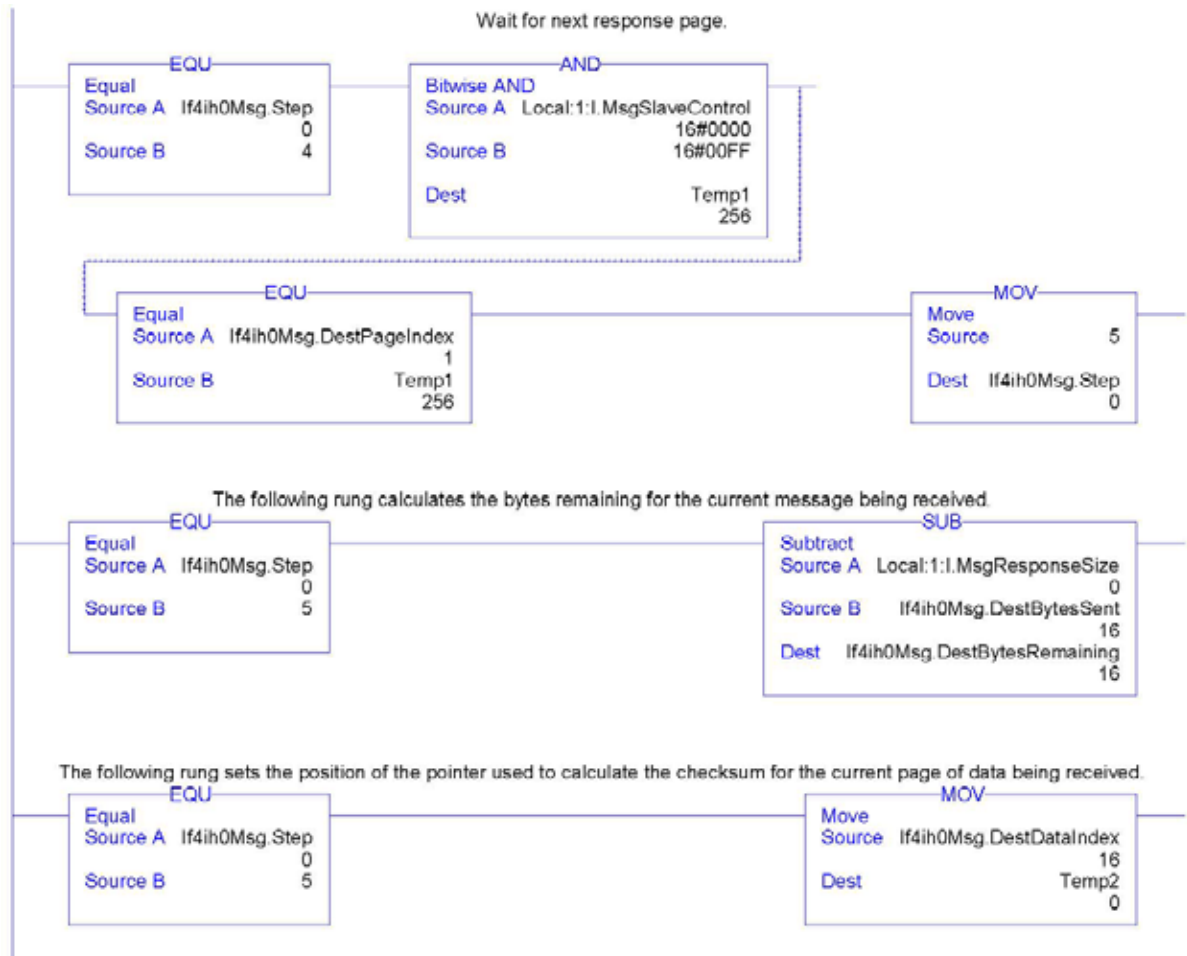 Wait for next response page.
EQU
Equal
Source A If4ih0Msg.Step
0
Source B 4
AND
Bitwise AND
Source A Local:1:I.MsgSlaveControl
16#0000
Source B 16#00FF
Dest Temp1
256
EQU
Equal
Source A If4ih0Msg.DestPageIndex
1
Source B Temp1
256
MOV
Move
Source 5
Dest If4ih0Msg.Step
0
The following rung calculates the bytes remaining for the current message being received.
EQU
Equal
Source A If4ih0Msg.Step
0
Source B 5
SUB
Subtract
Source A Local:1:I.MsgResponseSize
0
Source B If4ih0Msg.DestBytesSent
16
Dest If4ih0Msg.DestBytesRemaining
16
The following rung sets the position of the pointer used to calculate the checksum for the current page of data being received.
EQU
Equal
Source A If4ih0Msg.Step
0
Source B 5
MOV
Move
Source If4ih0Msg.DestDataIndex
16
Dest Temp2
0